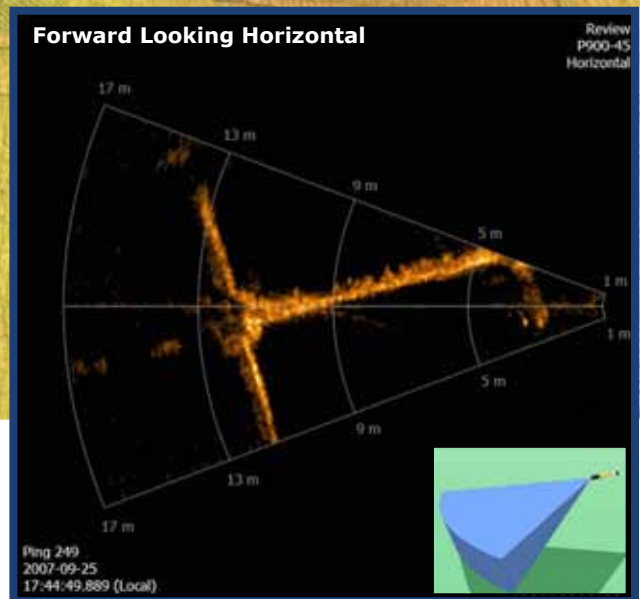 Forward Looking Horizontal
Review
P900-45
Horizontal
17 m
13 m
9 m
5 m
1 m
1 m
5 m
9 m
13 m
17 m
Ping 249
2007-09-25
17:44:49.889 (Local)